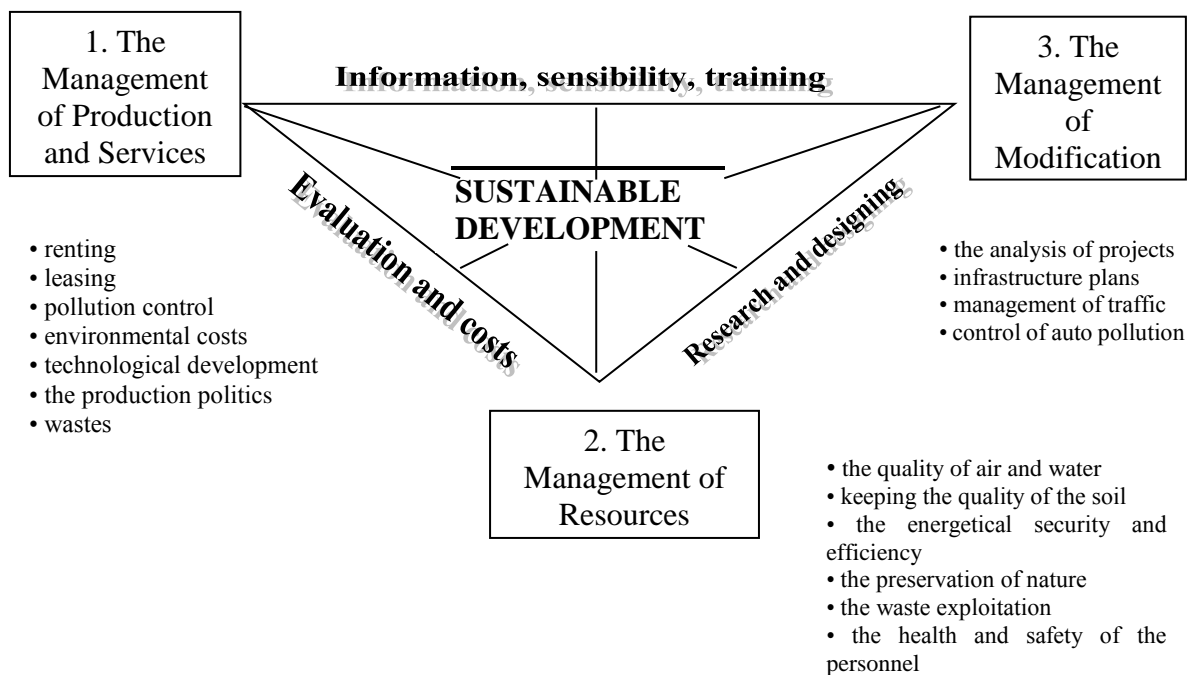 1. The
Management
of Production
and Services
Information, sensibility, training
3. The
Management
of
Modification
SUSTAINABLE
DEVELOPMENT
Evaluation and costs
Research and designing
• renting
• leasing
• pollution control
• environmental costs
• technological development
• the production politics
• wastes
• the analysis of projects
• infrastructure plans
• management of traffic
• control of auto pollution
2. The
Management of
Resources
• the quality of air and water
• keeping the quality of the soil
• the energetical security and
efficiency
• the preservation of nature
• the waste exploitation
• the health and safety of the
personnel